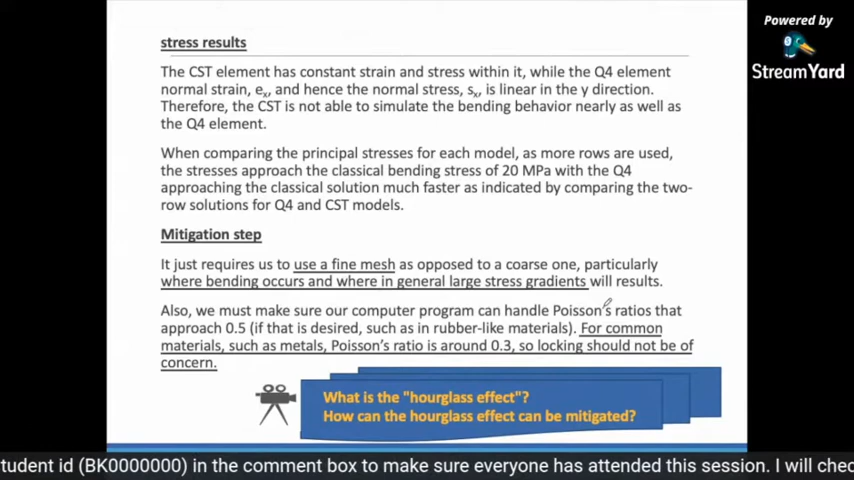 Powered by
StreamYard
stress results
The CST element has constant strain and stress within it, while the Q4 element
normal strain, ex, and hence the normal stress, sx, is linear in the y direction.
Therefore, the CST is not able to simulate the bending behavior nearly as well as
the Q4 element.
When comparing the principal stresses for each model, as more rows are used,
the stresses approach the classical bending stress of 20 MPa with the Q4
approaching the classical solution much faster as indicated by comparing the two-
row solutions for Q4 and CST models.
Mitigation step
It just requires us to use a fine mesh as opposed to a coarse one, particularly
where bending occurs and where in general large stress gradients will results.
Also, we must make sure our computer program can handle Poisson's ratios that
approach 0.5 (if that is desired, such as in rubber-like materials). For common
materials, such as metals, Poisson's ratio is around 0.3, so locking should not be of
concern.
What is the "hourglass effect"?
How can the hourglass effect can be mitigated?
tudent id (BK0000000) in the comment box to make sure everyone has attended this session. I will chec